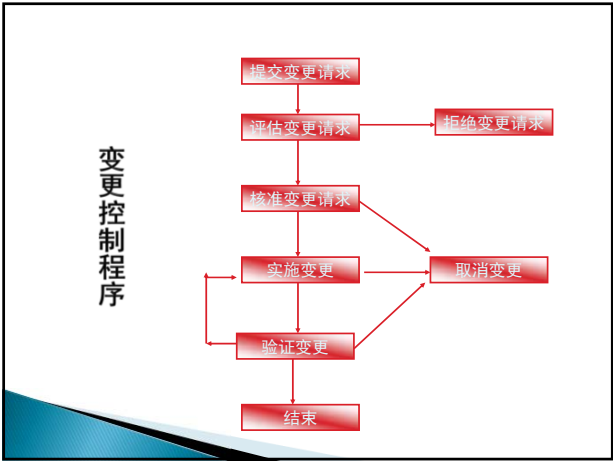 变更控制程序
提交变更请求
评估变更请求
拒绝变更请求
核准变更请求
实施变更
取消变更
验证变更
结束